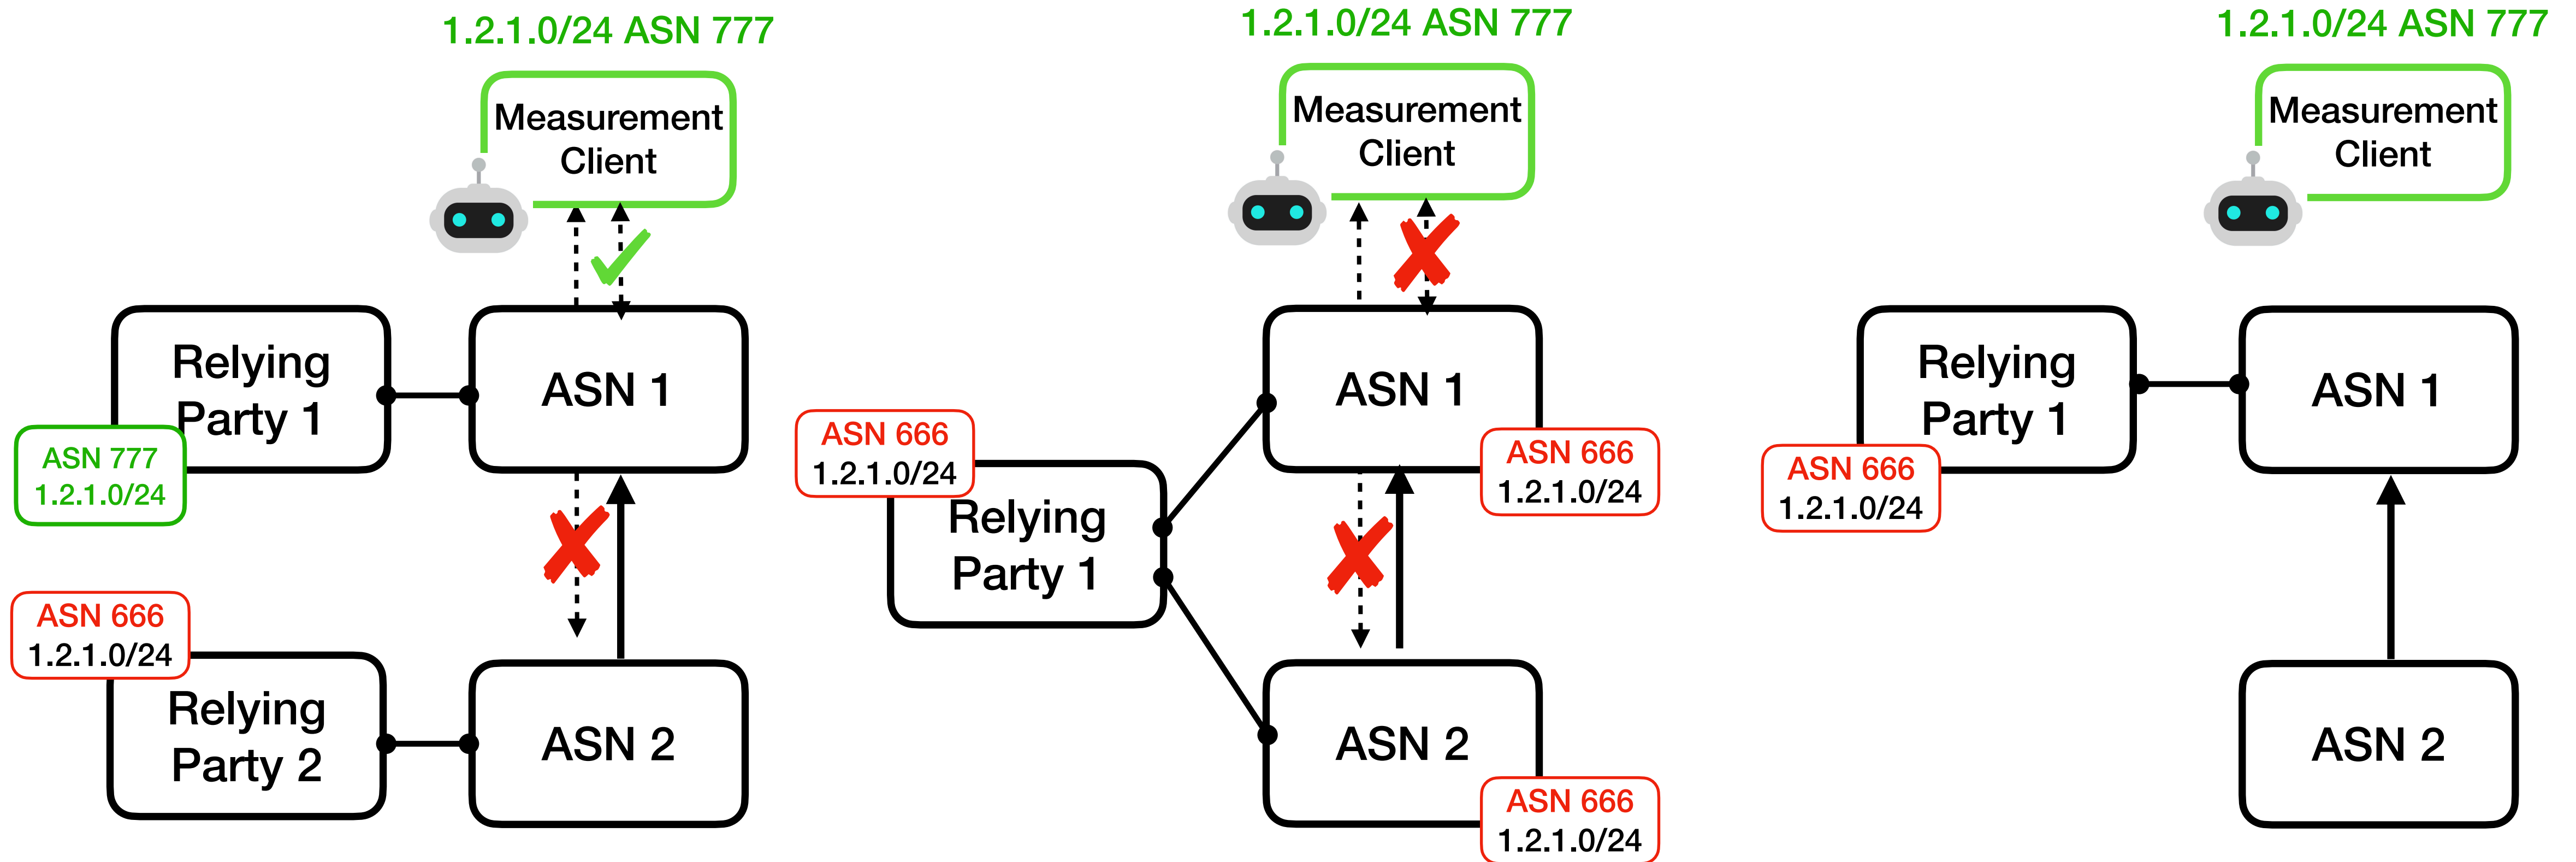 1.2.1.0/24 ASN 777
Measurement
Client
Relying
Party 1
ASN 1
ASN 777
1.2.1.0/24
ASN 666
1.2.1.0/24
Relying
Party 2
ASN 2
1.2.1.0/24 ASN 777
Measurement
Client
ASN 1
ASN 666
1.2.1.0/24
ASN 666
1.2.1.0/24
Relying
Party 1
ASN 2
ASN 666
1.2.1.0/24
1.2.1.0/24 ASN 777
Measurement
Client
Relying
Party 1
ASN 1
ASN 666
1.2.1.0/24
ASN 2